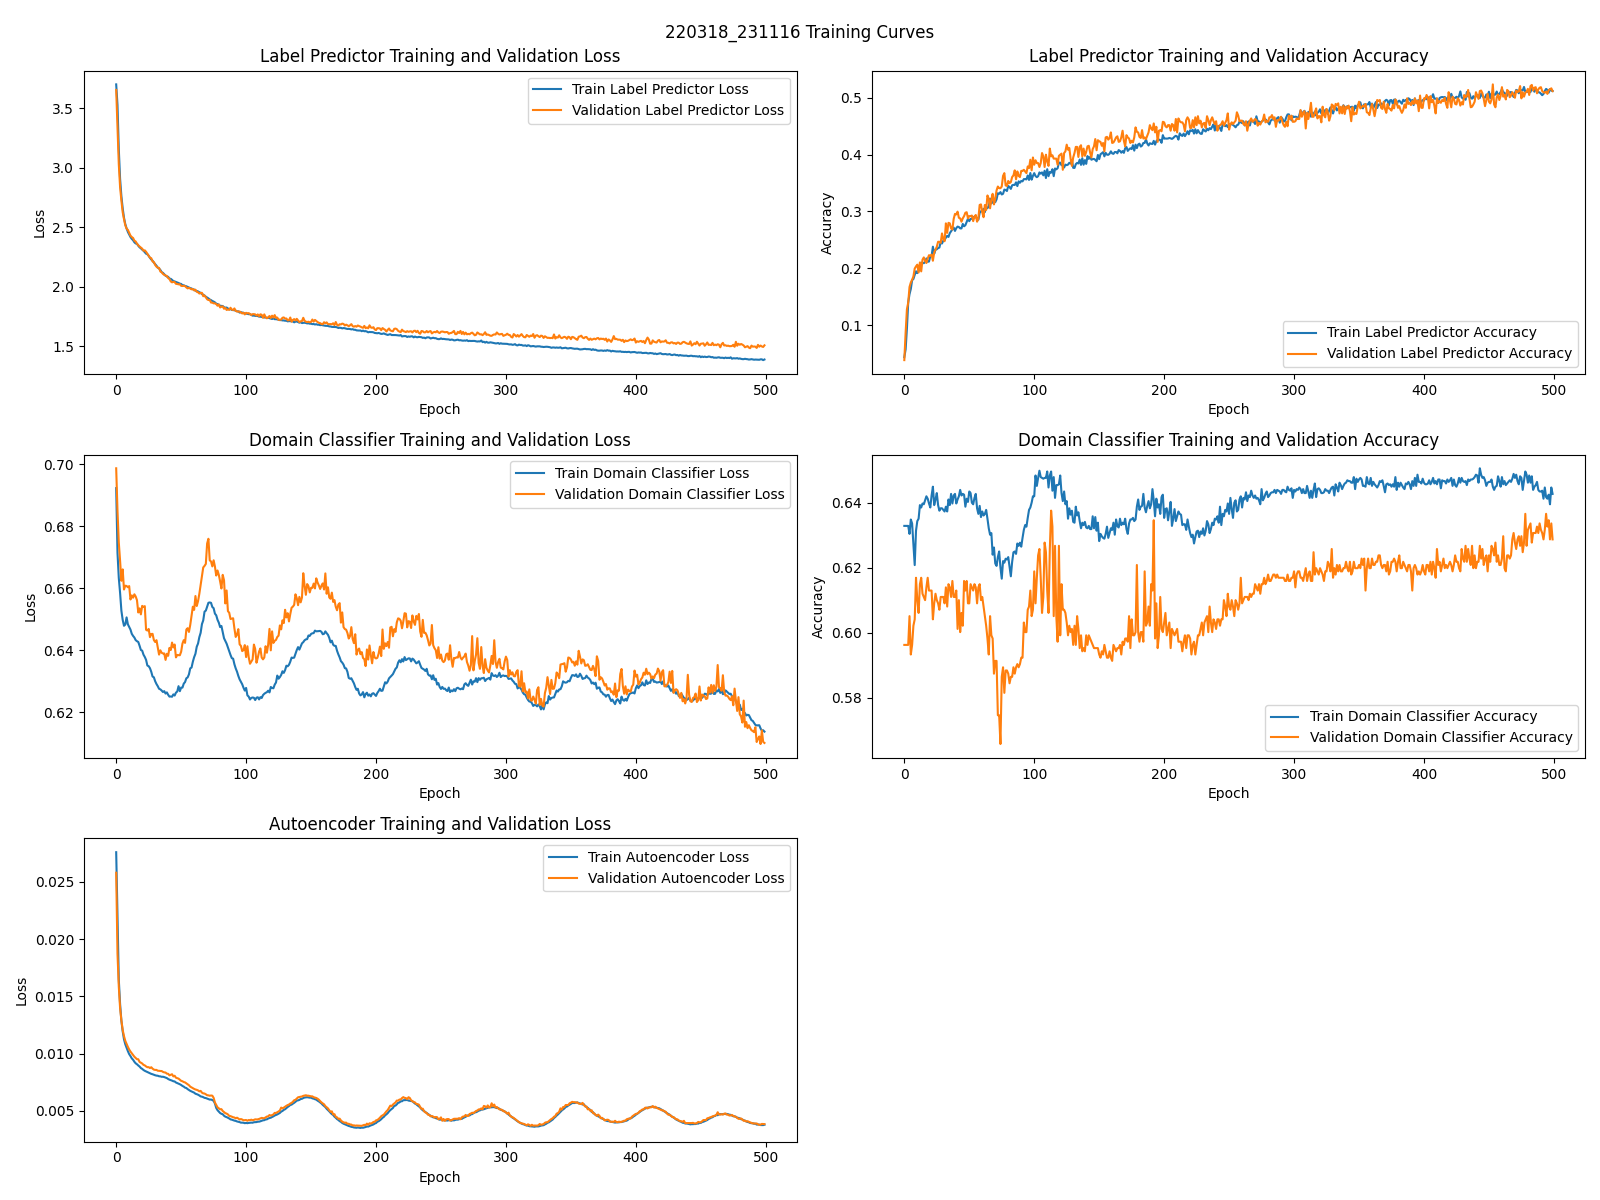 220318_231116 Training Curves
Label Predictor Training and Validation Loss
Train Label Predictor Loss
Validation Label Predictor Loss
3.5
3.0
2.5
2.0
1.5
Loss
0 100 200 300 400 500
Epoch
Label Predictor Training and Validation Accuracy
0.5
0.4
0.3
0.2
0.1
Accuracy
Train Label Predictor Accuracy
Validation Label Predictor Accuracy
0 100 200 300 400 500
Epoch
Domain Classifier Training and Validation Loss
Train Domain Classifier Loss
Validation Domain Classifier Loss
0.70
0.68
0.66
0.64
0.62
Loss
0 100 200 300 400 500
Epoch
Domain Classifier Training and Validation Accuracy
0.64
0.62
0.60
0.58
Accuracy
Train Domain Classifier Accuracy
Validation Domain Classifier Accuracy
0 100 200 300 400 500
Epoch
Autoencoder Training and Validation Loss
Train Autoencoder Loss
Validation Autoencoder Loss
0.025
0.020
0.015
0.010
0.005
Loss
0 100 200 300 400 500
Epoch